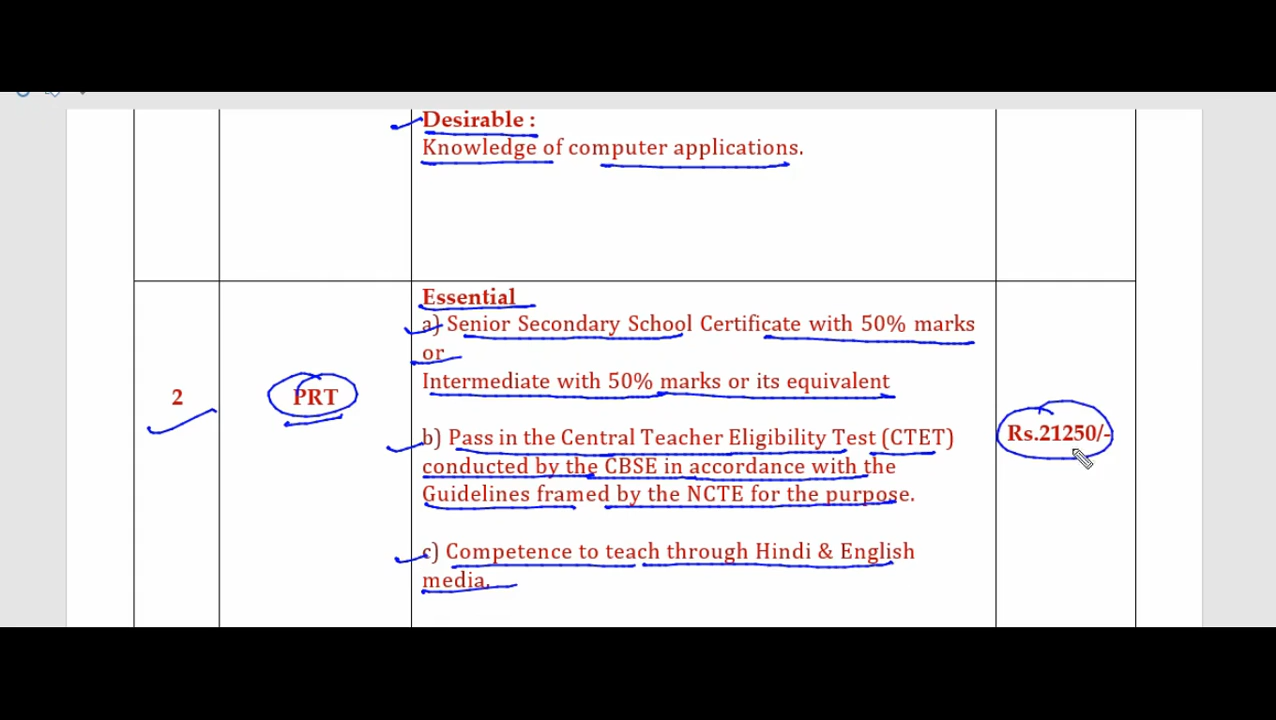 Desirable :
Knowledge of computer applications.
2
PRT
Essential
a) Senior Secondary School Certificate with 50% marks
or
Intermediate with 50% marks or its equivalent
b) Pass in the Central Teacher Eligibility Test (CTET)
conducted by the CBSE in accordance with the
Guidelines framed by the NCTE for the purpose.
c) Competence to teach through Hindi & English
media.
Rs.21250/-